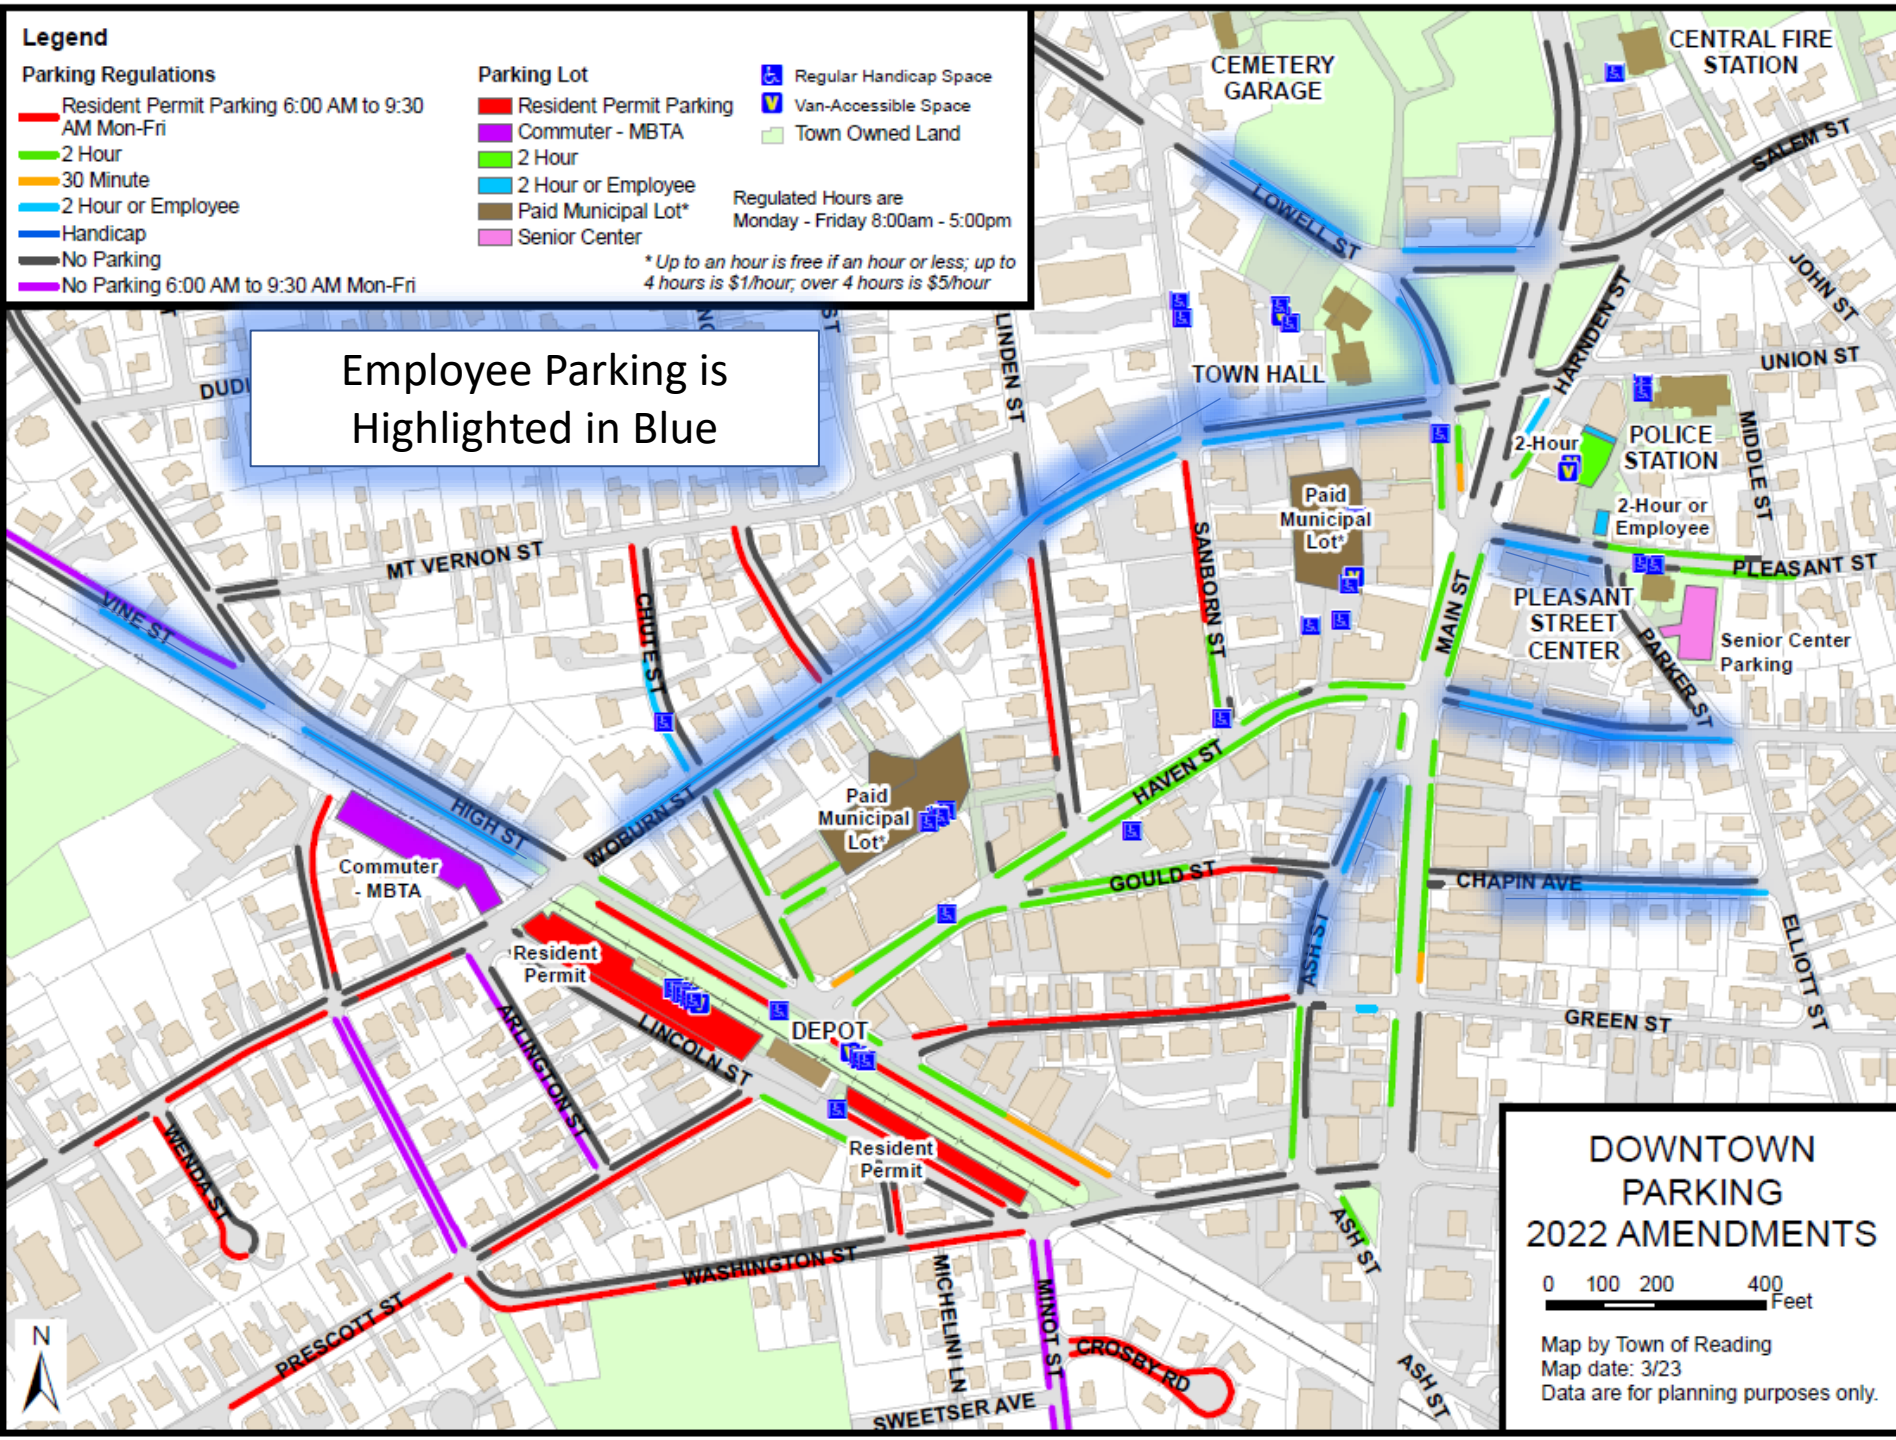 Legend
Parking Regulations
Resident Permit Parking 6:00 AM to 9:30
AM Mon-Fri
2 Hour
30 Minute
2 Hour or Employee
Handicap
No Parking
No Parking 6:00 AM to 9:30 AM Mon-Fri
Parking Lot
Resident Permit Parking
Commuter - MBTA
2 Hour
2 Hour or Employee
Paid Municipal Lot*
Senior Center
Regular Handicap Space
Van-Accessible Space
Town Owned Land
Regulated Hours are
Monday - Friday 8:00am - 5:00pm
* Up to an hour is free if an hour or less; up to
4 hours is $1/hour; over 4 hours is $5/hour
Employee Parking is
Highlighted in Blue
CEMETERY
GARAGE
CENTRAL FIRE
STATION
SALEM ST
LOWELL ST
JOHN ST
HARNDEN ST
UNION ST
LINDEN ST
ST
TOWN HALL
2-Hour
POLICE
STATION
MIDDLE ST
2-Hour or
Employee
PLEASANT ST
Paid
Municipal
Lot*
SANBORN ST
MT VERNON ST
CHUTE ST
VINE ST
MAIN ST
PLEASANT
STREET
CENTER
PARKER ST
Senior Center
Parking
HAVEN ST
Paid
Municipal
Lot*
HIGH ST
WOBURN ST
Commuter
- MBTA
GOULD ST
CHAPIN AVE
ASH ST
ELLIOTT ST
Resident
Permit
ARLINGTON ST
LINCOLN ST
DEPOT
GREEN ST
WENDA ST
Resident
Permit
WASHINGTON ST
MICHELINI LN
MINOT ST
ASH ST
PRESCOTT ST
CROSBY RD
SWEETSER AVE
ASH ST
N
DOWNTOWN
PARKING
2022 AMENDMENTS
0 100 200 400
Feet
Map by Town of Reading
Map date: 3/23
Data are for planning purposes only.